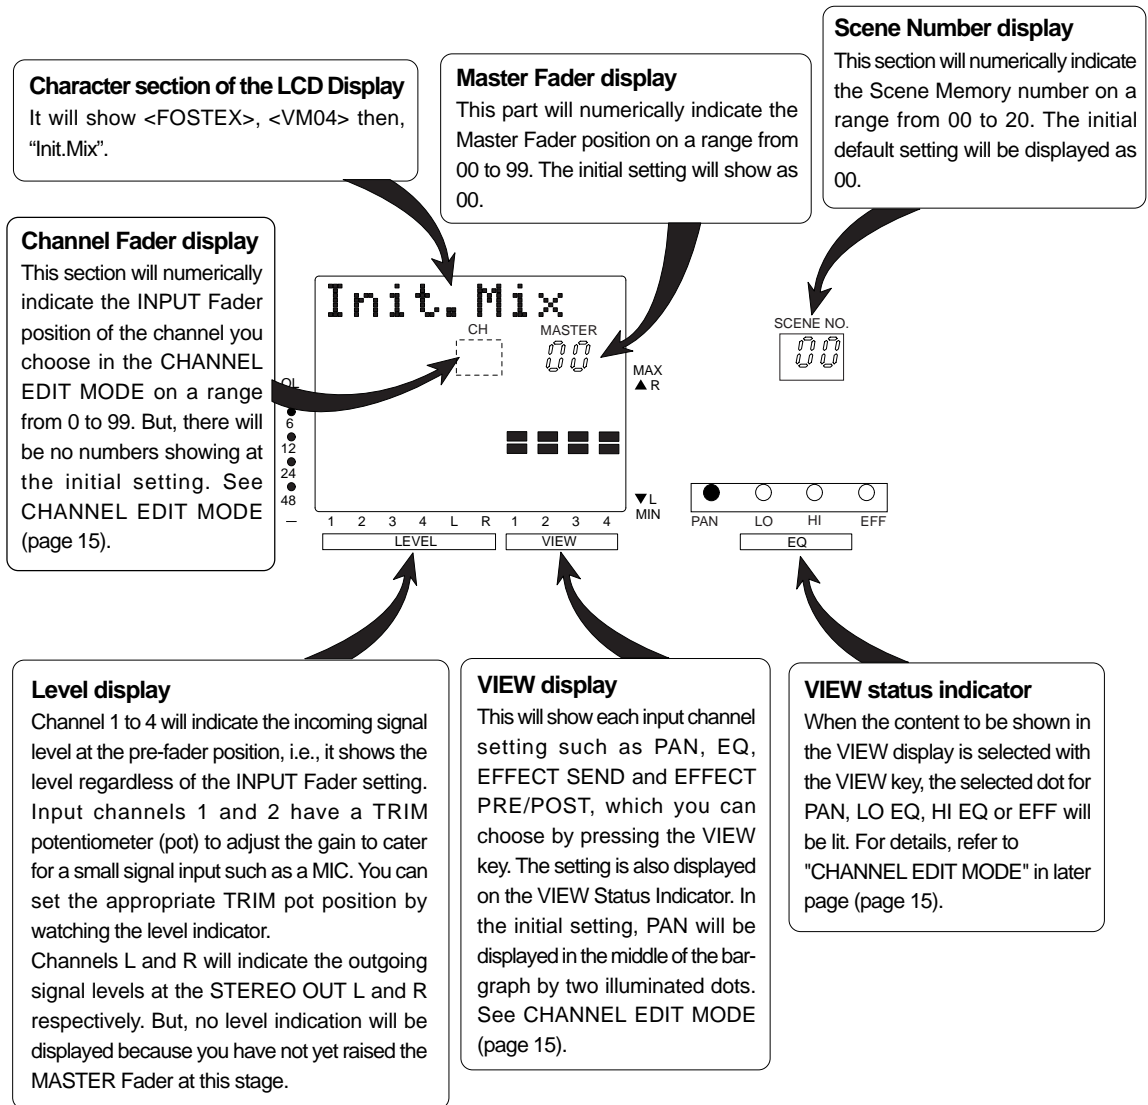 Character section of the LCD Display
It will show <FOSTEX>, <VM04> then,
“Init.Mix”.
Master Fader display
This part will numerically indicate the
Master Fader position on a range from
00 to 99. The initial setting will show as
00.
Scene Number display
This section will numerically indicate
the Scene Memory number on a
range from 00 to 20. The initial
default setting will be displayed as
00.
Channel Fader display
This section will numerically
indicate the INPUT Fader
position of the channel you
choose in the CHANNEL
EDIT MODE on a range
from 0 to 99. But, there will
be no numbers showing at
the initial setting. See
CHANNEL EDIT MODE
(page 15).
Init.Mix
CH MASTER
00
MAX
▲ R
SCENE NO.
00
OL
6
12
24
48
–
▼ L
MIN
1 2 3 4 L R 1 2 3 4
LEVEL VIEW
PAN LO HI EFF
EQ
Level display
Channel 1 to 4 will indicate the incoming signal
level at the pre-fader position, i.e., it shows the
level regardless of the INPUT Fader setting.
Input channels 1 and 2 have a TRIM
potentiometer (pot) to adjust the gain to cater
for a small signal input such as a MIC. You can
set the appropriate TRIM pot position by
watching the level indicator.
Channels L and R will indicate the outgoing
signal levels at the STEREO OUT L and R
respectively. But, no level indication will be
displayed because you have not yet raised the
MASTER Fader at this stage.
VIEW display
This will show each input channel
setting such as PAN, EQ,
EFFECT SEND and EFFECT
PRE/POST, which you can
choose by pressing the VIEW
key. The setting is also displayed
on the VIEW Status Indicator. In
the initial setting, PAN will be
displayed in the middle of the bar-
graph by two illuminated dots.
See CHANNEL EDIT MODE
(page 15).
VIEW status indicator
When the content to be shown in
the VIEW display is selected with
the VIEW key, the selected dot for
PAN, LO EQ, HI EQ or EFF will
be lit. For details, refer to
"CHANNEL EDIT MODE" in later
page (page 15).